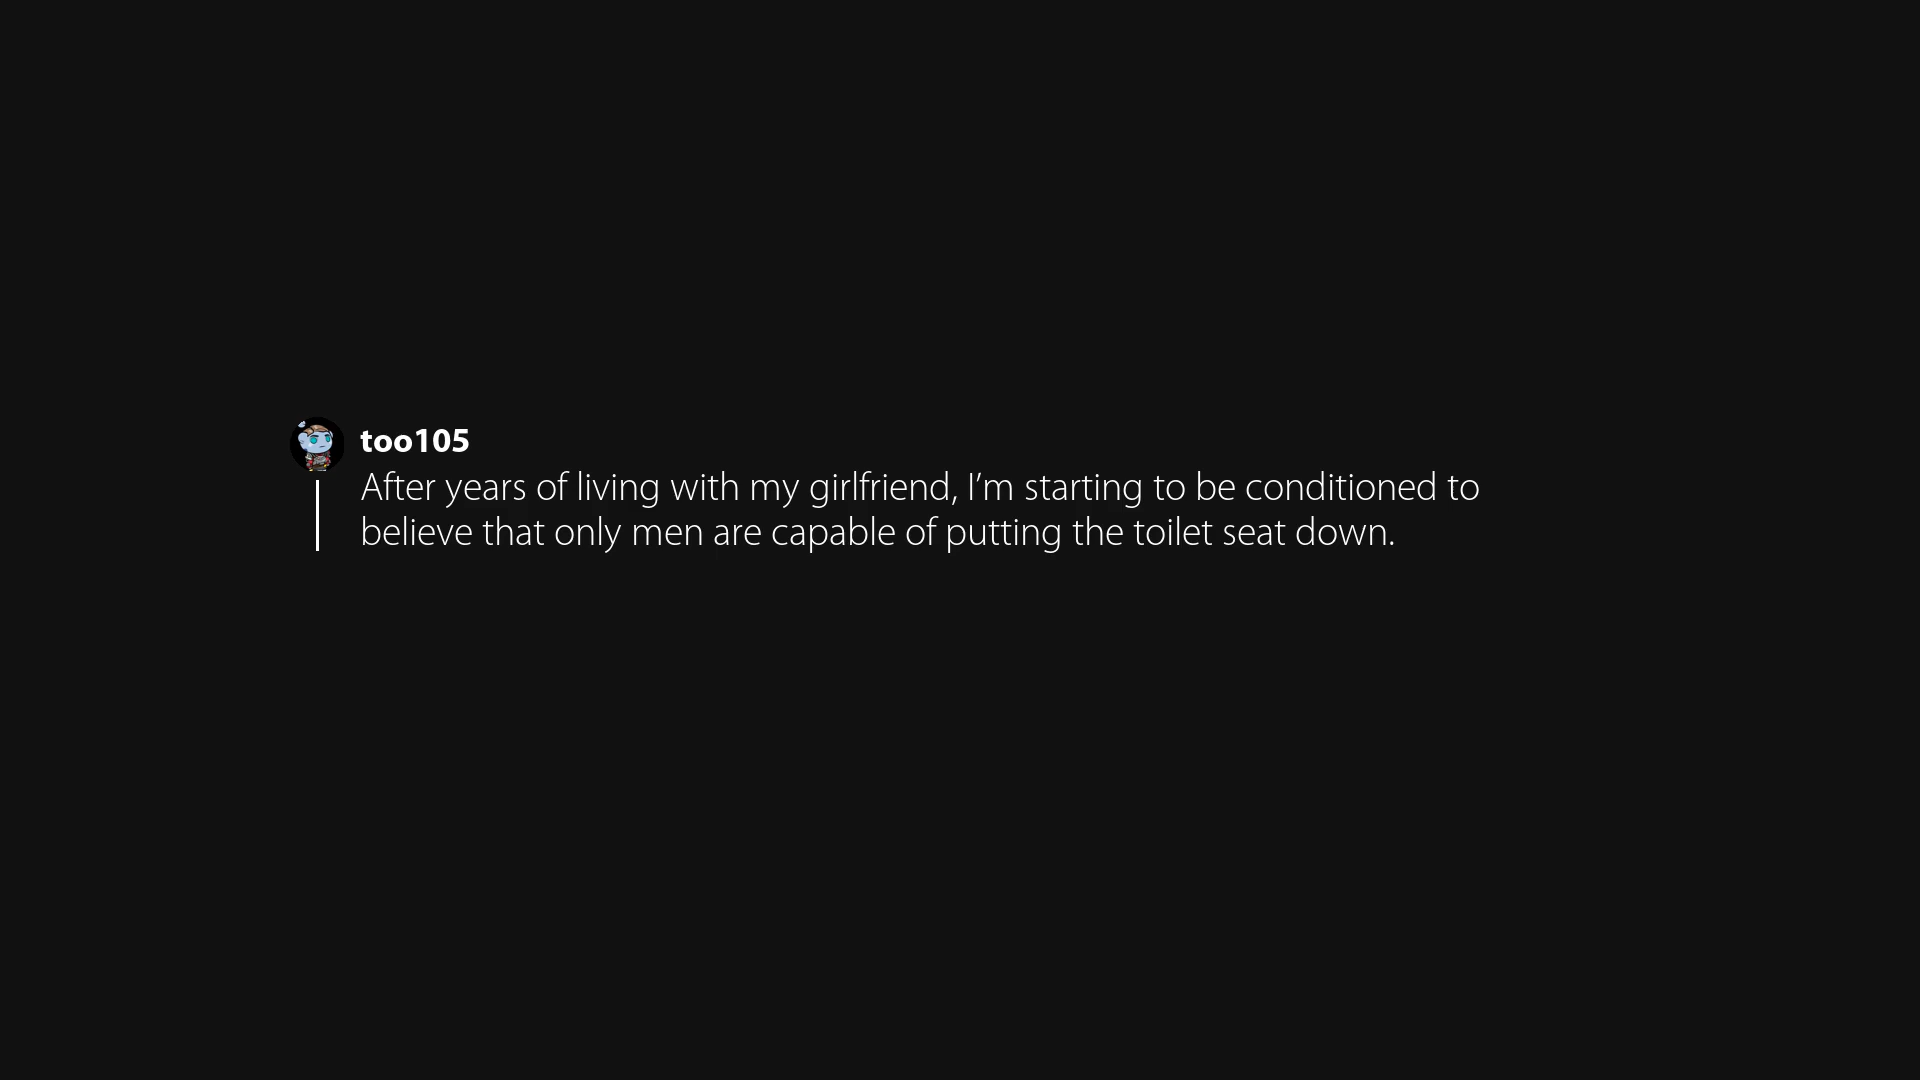 too105
After years of living with my girlfriend, I’m starting to be conditioned to
believe that only men are capable of putting the toilet seat down.